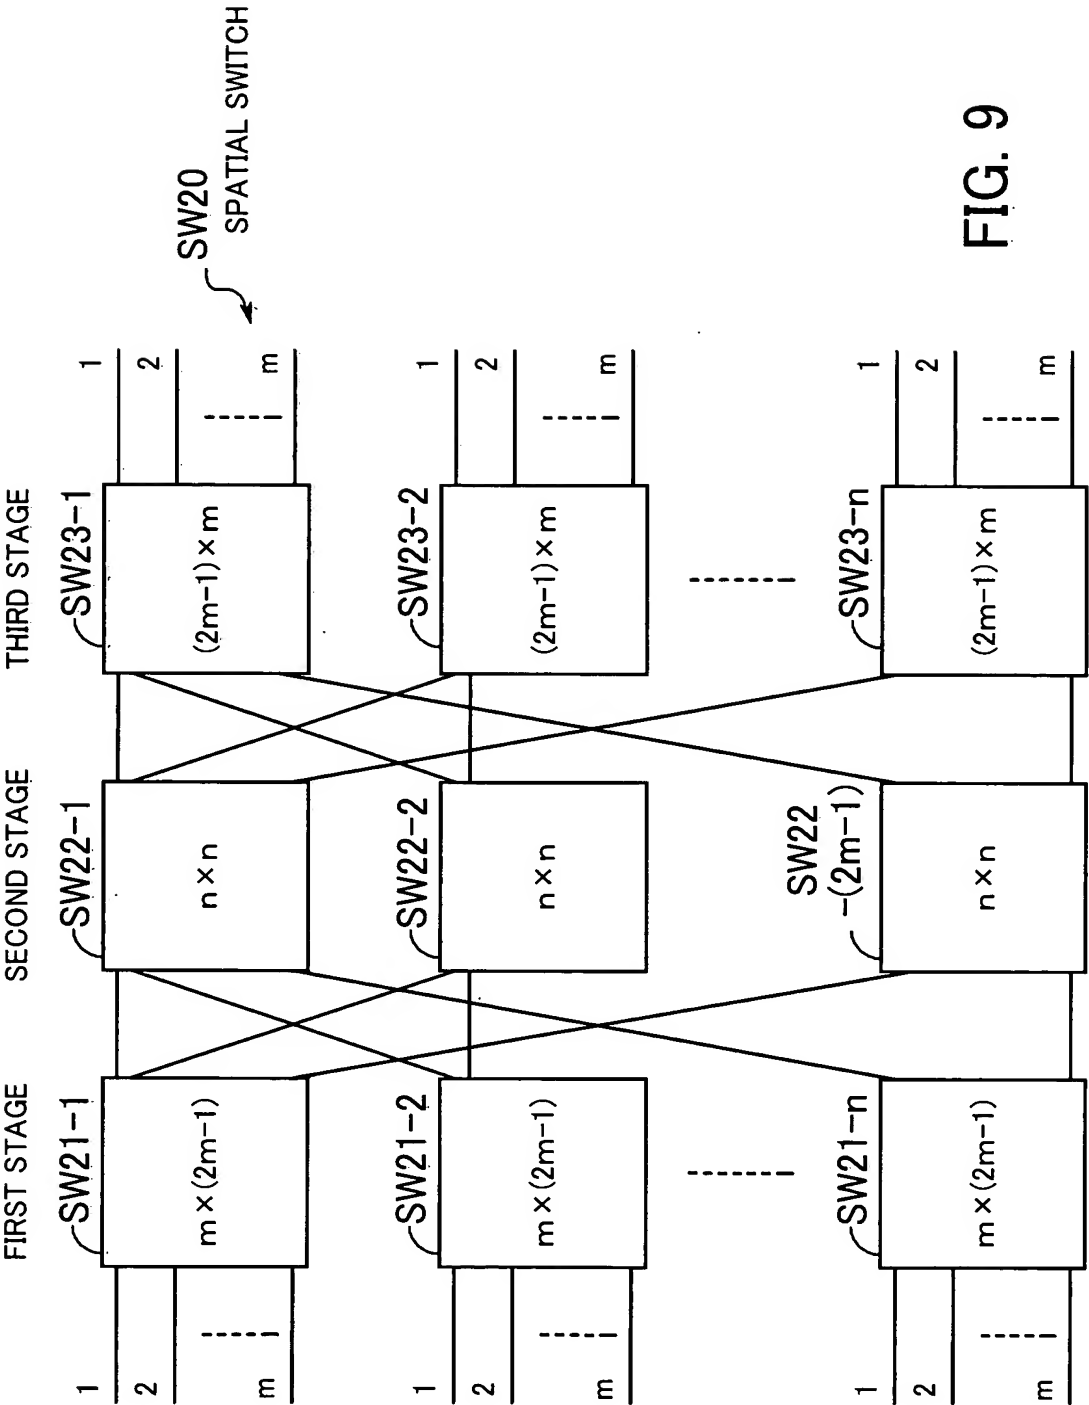 FIRST STAGE
SECOND STAGE
THIRD STAGE
SW20
SPATIAL SWITCH
SW21-1
SW22-1
SW23-1
1
2
m
m×(2m-1)
n×n
(2m-1)×m
1
2
m
SW21-2
SW22-2
SW23-2
1
2
m
m×(2m-1)
n×n
(2m-1)×m
1
2
m
SW21-n
SW22
-(2m-1)
SW23-n
1
2
m
m×(2m-1)
n×n
(2m-1)×m
1
2
m
FIG. 9